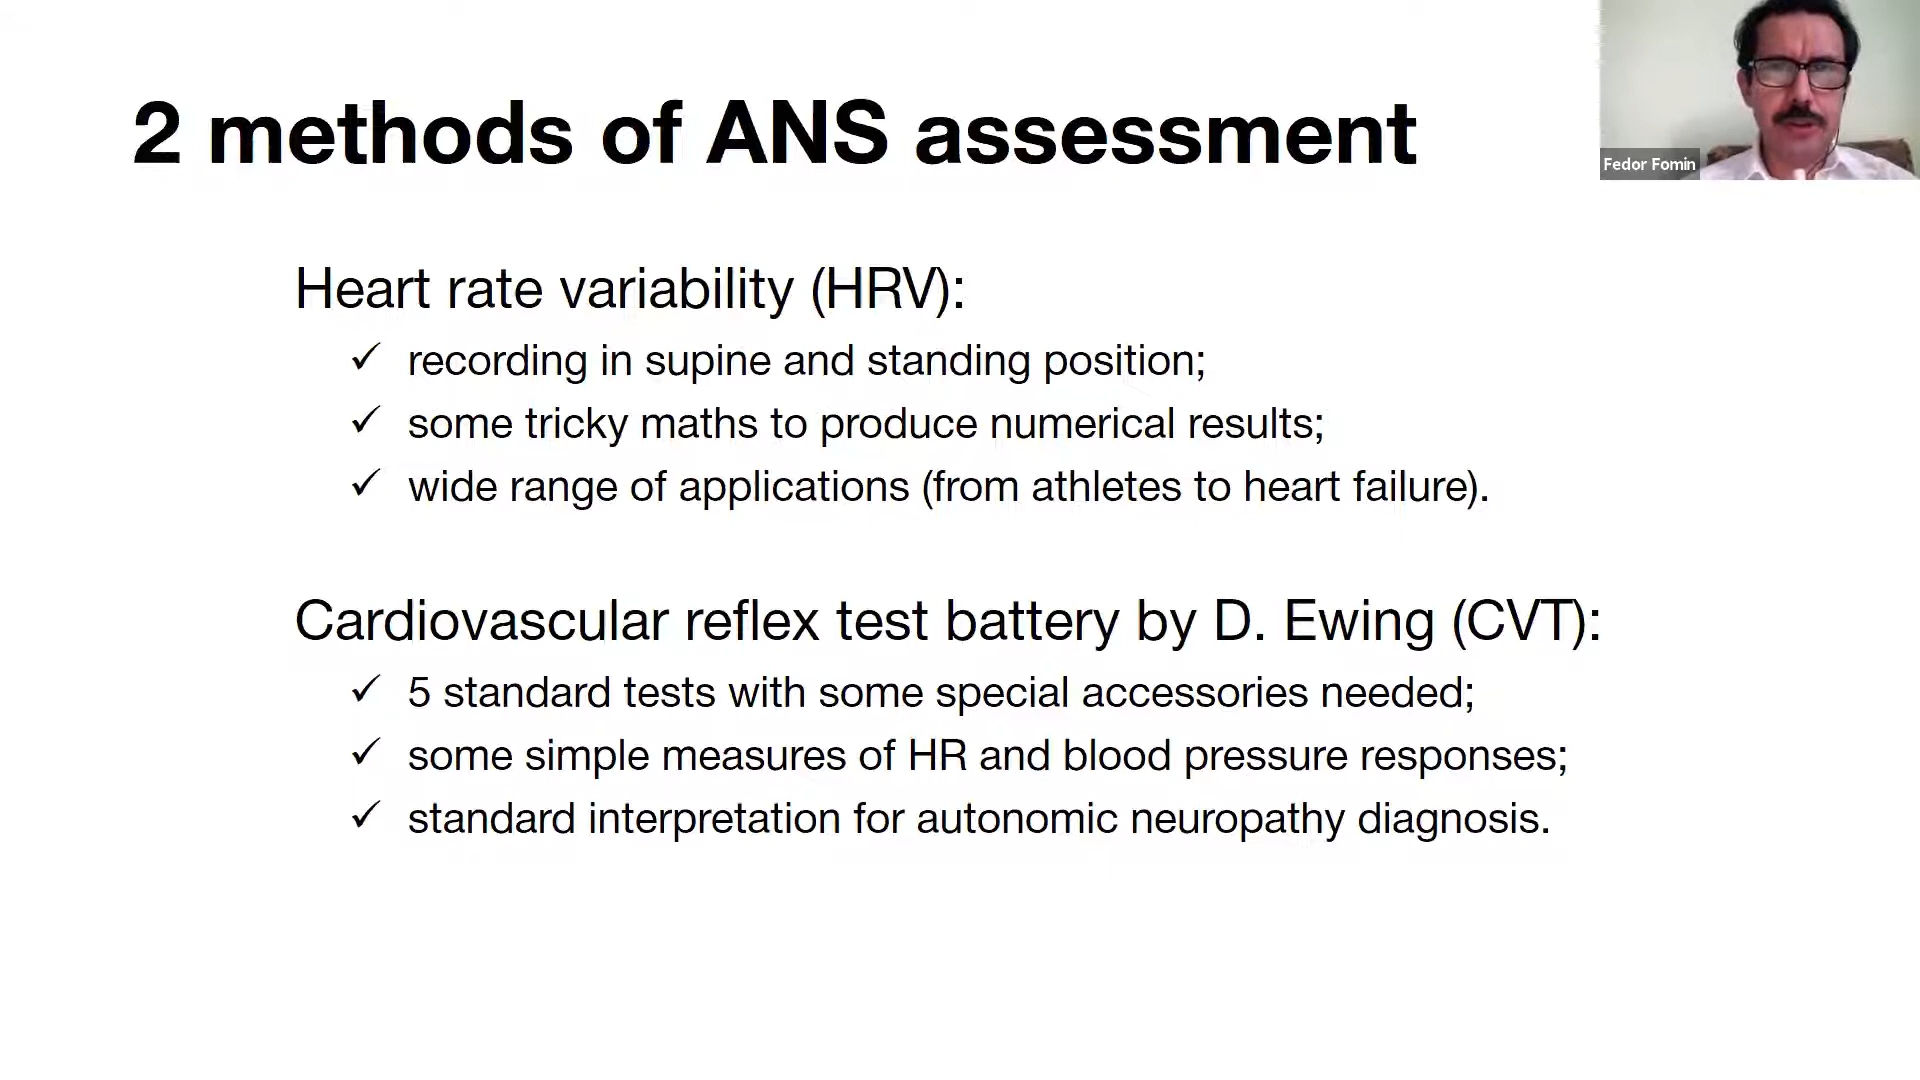 2 methods of ANS assessment
Fedor Fomin
Heart rate variability (HRV):
✓ recording in supine and standing position;
✓ some tricky maths to produce numerical results;
✓ wide range of applications (from athletes to heart failure).
Cardiovascular reflex test battery by D. Ewing (CVT):
✓ 5 standard tests with some special accessories needed;
✓ some simple measures of HR and blood pressure responses;
✓ standard interpretation for autonomic neuropathy diagnosis.